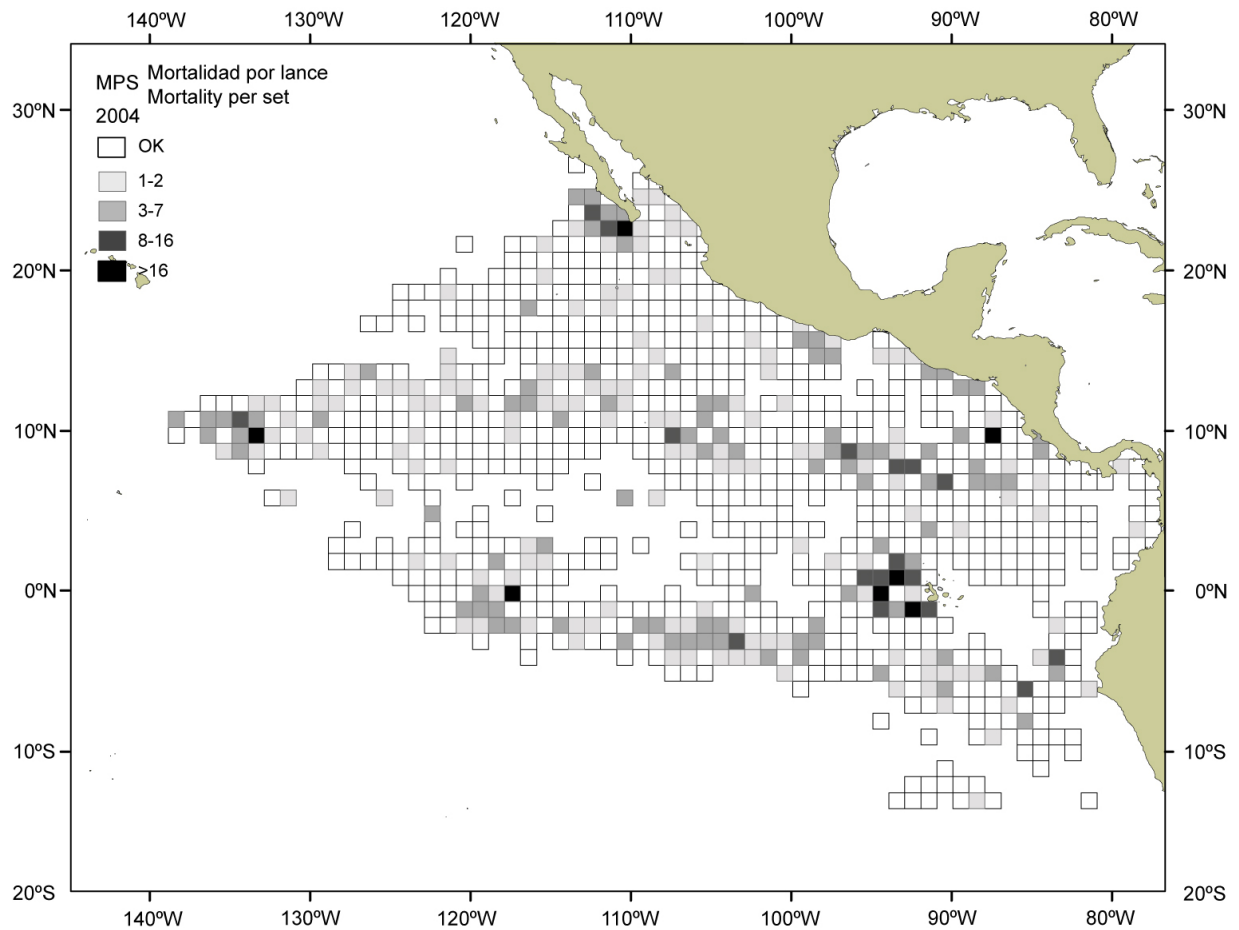 140ºW 130ºW 120ºW 110ºW 100ºW 90ºW 80ºW
MPS Mortalidad por lance
Mortality per set
2004
OK
1-2
3-7
8-16
>16
30ºN 30ºN
20ºN 20ºN
10ºN 10ºN
0ºN 0ºN
10ºS 10ºS
20ºS 20ºS
140ºW 130ºW 120ºW 110ºW 100ºW 90ºW 80ºW